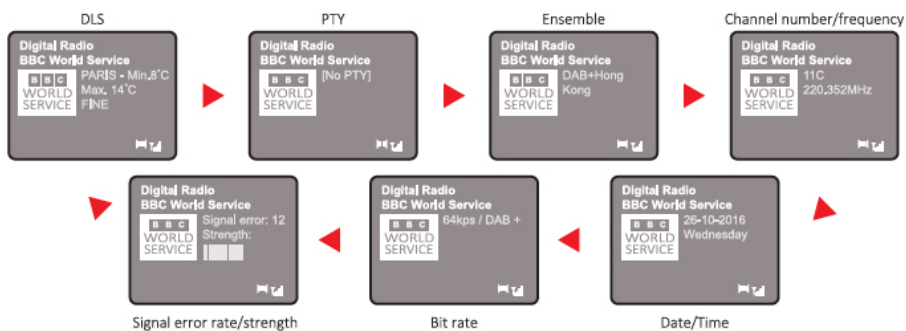 DLS
Digital Radio
BBC World Service
BBC
WORLD
SERVICE
PARIS - Min.8°C
Max. 14°C
FINE
PTY
Digital Radio
BBC World Service
BBC
WORLD
SERVICE
[No PTY]
Ensemble
Digital Radio
BBC World Service
BBC
WORLD
SERVICE
DAB+Hong
Kong
Channel number/frequency
Digital Radio
BBC World Service
BBC
WORLD
SERVICE
11C
220.352MHz
Digital Radio
BBC World Service
BBC
WORLD
SERVICE
26-10-2016
Wednesday
Date/Time
Digital Radio
BBC World Service
BBC
WORLD
SERVICE
64kps / DAB +
Bit rate
Digital Radio
BBC World Service
BBC
WORLD
SERVICE
Signal error: 12
Strength:
Signal error rate/strength